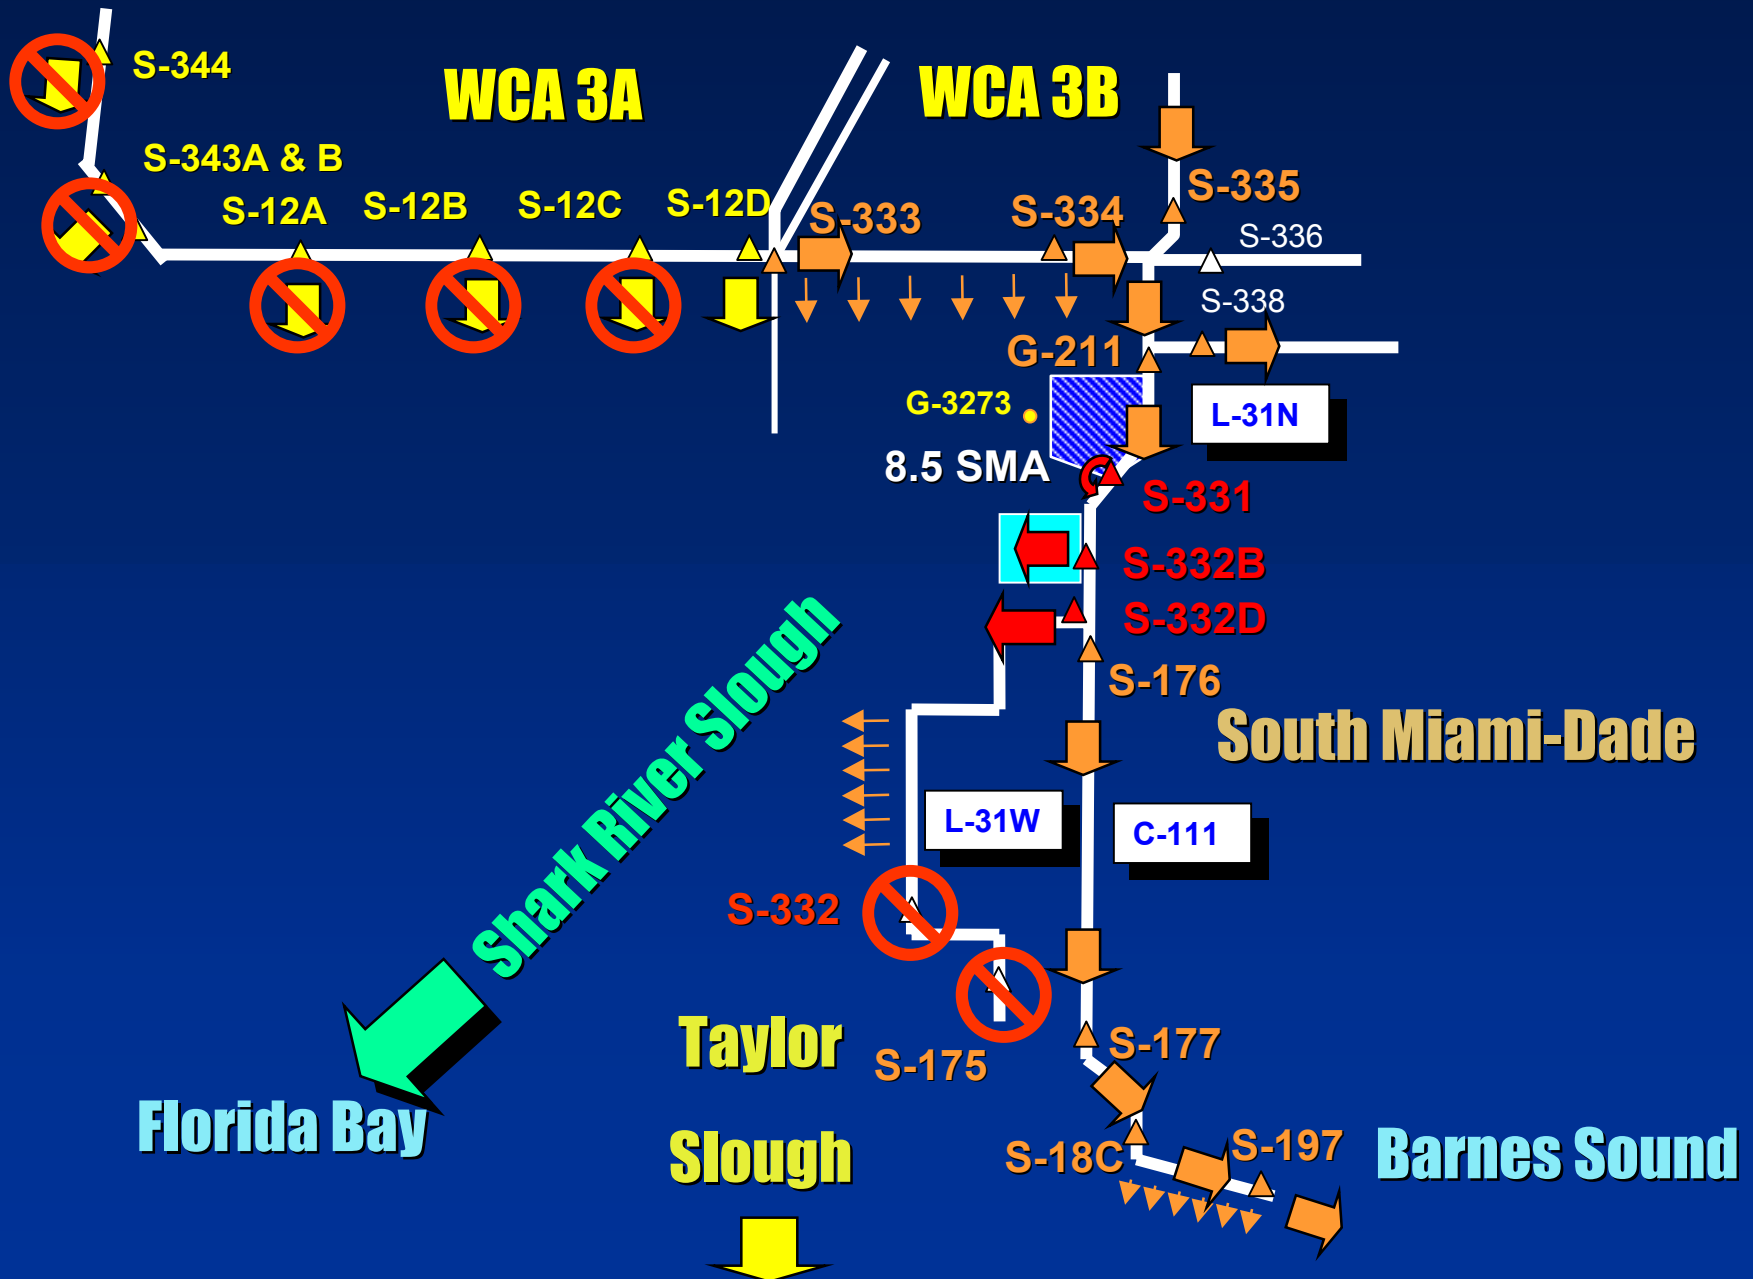 S-344
WCA 3A
WCA 3B
S-343A & B
S-12A
S-12B
S-12C
S-12D
S-333
S-334
S-335
S-336
S-338
G-211
G-3273
L-31N
8.5 SMA
S-331
S-332B
S-332D
S-176
South Miami-Dade
Shark River Slough
L-31W
C-111
S-332
Taylor
S-175
S-177
Florida Bay
Slough
S-18C
S-197
Barnes Sound